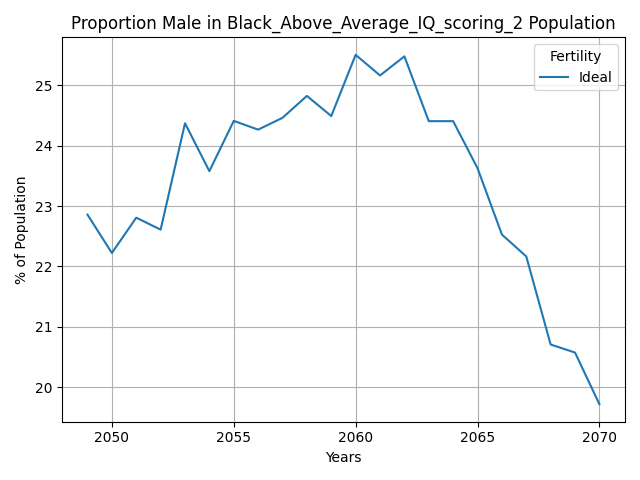 Proportion Male in Black_Above_Average_IQ_scoring_2 Population
Fertility
Ideal
25
24
23
22
21
20
% of Population
2050
2055
2060
2065
2070
Years